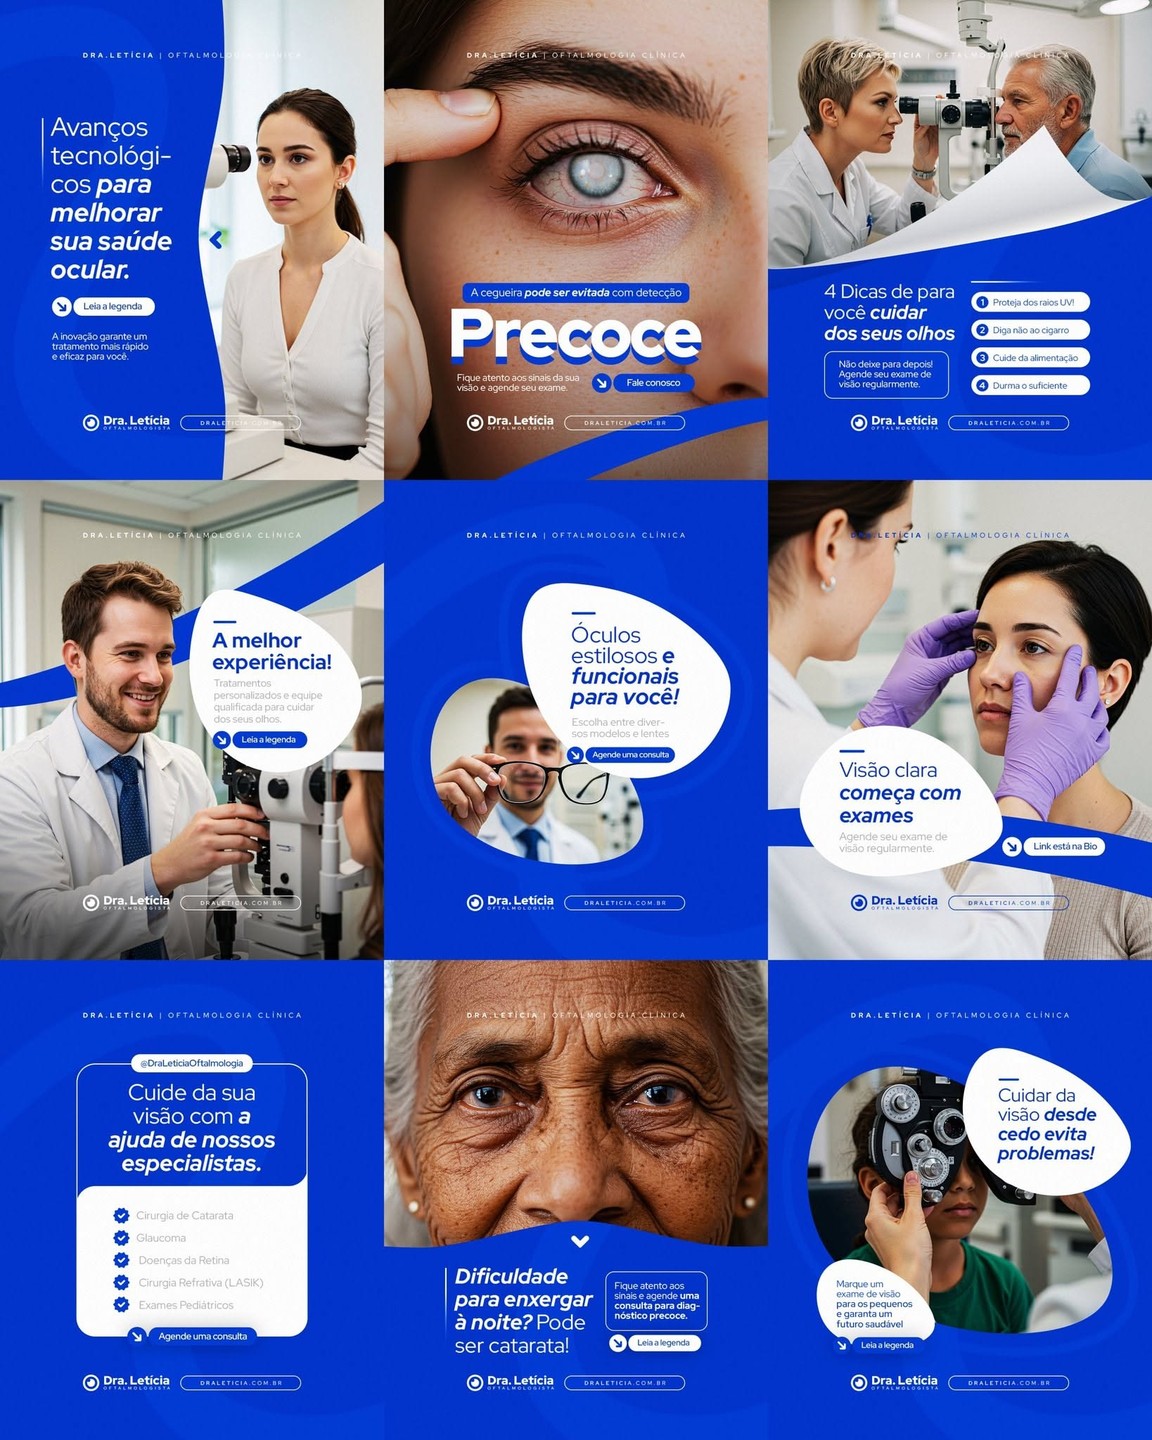 DRA.LETÍCIA | OFTALMOLOGIA CLÍNICA
Avanços
tecnológi-
cos para
melhorar
sua saúde
ocular.
Leia a legenda
A inovação garante um
tratamento mais rápido
e eficaz para você.
Dra. Letícia
OFTALMOLOGISTA
DRALETICIA.COM.BR
DRA.LETÍCIA | OFTALMOLOGIA CLÍNICA
A cegueira pode ser evitada com detecção
Precoce
Fique atento aos sinais da sua
visão e agende seu exame.
Fale conosco
Dra. Letícia
OFTALMOLOGISTA
DRALETICIA.COM.BR
DRA.LETÍCIA | OFTALMOLOGIA CLÍNICA
4 Dicas de para
você cuidar
dos seus olhos
Não deixe para depois!
Agende seu exame de
visão regularmente.
1 Proteja dos raios UV!
2 Diga não ao cigarro
3 Cuide da alimentação
4 Durma o suficiente
Dra. Letícia
OFTALMOLOGISTA
DRALETICIA.COM.BR
DRA.LETÍCIA | OFTALMOLOGIA CLÍNICA
A melhor
experiência!
Tratamentos
personalizados e equipe
qualificada para cuidar
dos seus olhos.
Leia a legenda
Dra. Letícia
OFTALMOLOGISTA
DRALETICIA.COM.BR
DRA.LETÍCIA | OFTALMOLOGIA CLÍNICA
Óculos
estilosos e
funcionais
para você!
Escolha entre diver-
sos modelos e lentes
Agende uma consulta
Dra. Letícia
OFTALMOLOGISTA
DRALETICIA.COM.BR
DRA.LETÍCIA | OFTALMOLOGIA CLÍNICA
Visão clara
começa com
exames
Agende seu exame de
visão regularmente.
Link está na Bio
Dra. Letícia
OFTALMOLOGISTA
DRALETICIA.COM.BR
DRA.LETÍCIA | OFTALMOLOGIA CLÍNICA
@DraLeticiaOftalmologia
Cuide da sua
visão com a
ajuda de nossos
especialistas.
Cirurgia de Catarata
Glaucoma
Doenças da Retina
Cirurgia Refrativa (LASIK)
Exames Pediátricos
Agende uma consulta
Dra. Letícia
OFTALMOLOGISTA
DRALETICIA.COM.BR
DRA.LETÍCIA | OFTALMOLOGIA CLÍNICA
Dificuldade
para enxergar
à noite? Pode
ser catarata!
Fique atento aos
sinais e agende uma
consulta para diag-
nóstico precoce.
Leia a legenda
Dra. Letícia
OFTALMOLOGISTA
DRALETICIA.COM.BR
DRA.LETÍCIA | OFTALMOLOGIA CLÍNICA
Cuidar da
visão desde
cedo evita
problemas!
Marque um
exame de visão
para os pequenos
e garanta um
futuro saudável
Leia a legenda
Dra. Letícia
OFTALMOLOGISTA
DRALETICIA.COM.BR